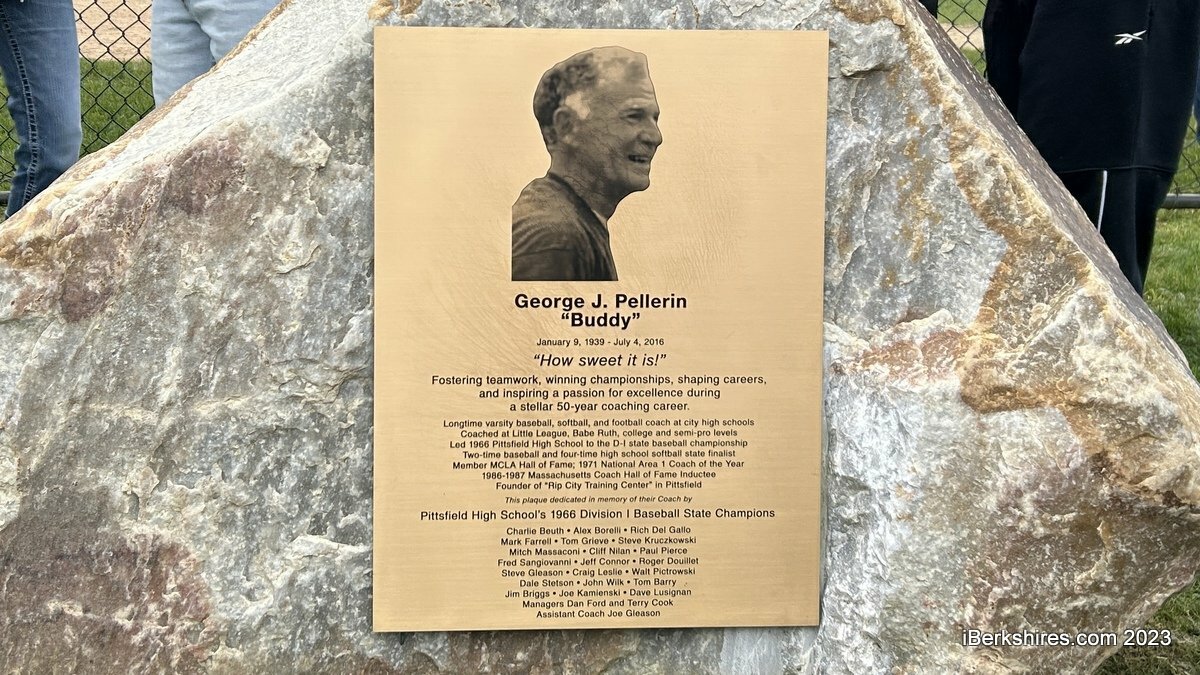 George J. Pellerin
“Buddy”
January 9, 1939 - July 4, 2016
“How sweet it is!”
Fostering teamwork, winning championships, shaping careers,
and inspiring a passion for excellence during
a stellar 50-year coaching career.
Longtime varsity baseball, softball, and football coach at city high schools
Coached at Little League, Babe Ruth, college and semi-pro levels
Led 1966 Pittsfield High School to the D-I state baseball championship
Two-time baseball and four-time high school softball state finalist
Member MCLA Hall of Fame; 1971 National Area 1 Coach of the Year
1986-1987 Massachusetts Coach Hall of Fame Inductee
Founder of “Rip City Training Center” in Pittsfield
This plaque dedicated in memory of their Coach by
Pittsfield High School's 1966 Division I Baseball State Champions
Charlie Beuth • Alex Borelli • Rich Del Gallo
Mark Farrell • Tom Grieve • Steve Kruczkowski
Mitch Massaconi • Cliff Nilan • Paul Pierce
Fred Sangiovanni • Jeff Connor • Roger Douillet
Steve Gleason • Craig Leslie • Walt Pictrowski
Dale Stetson • John Wilk • Tom Barry
Jim Briggs • Joe Kamienski • Dave Lusignan
Managers Dan Ford and Terry Cook
Assistant Coach Joe Gleason
iBerkshires.com 2023